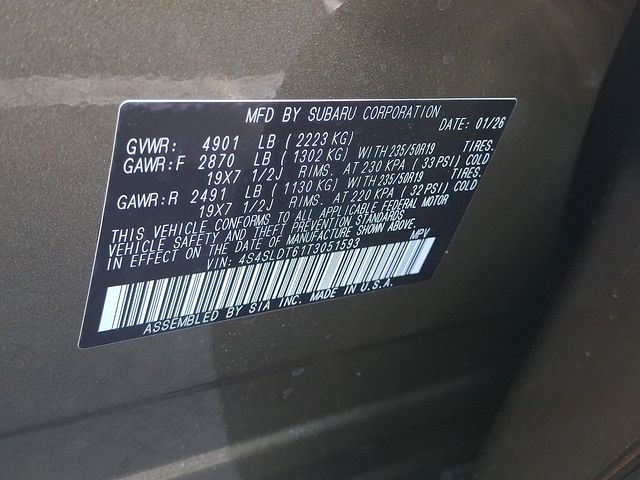 MFD BY SUBARU CORPORATION
DATE: 01/26
GVWR: 4901 LB (2223 KG)
GAWR:F 2870 LB (1302 KG) WITH 235/50R19 TIRES.
19X7 1/2J RIMS. AT 230 KPA (33 PSI) COLD
GAWR:R 2491 LB (1130 KG) WITH 235/50R19 TIRES.
19X7 1/2J RIMS. AT 220 KPA (32 PSI) COLD
THIS VEHICLE CONFORMS TO ALL APPLICABLE FEDERAL MOTOR
VEHICLE SAFETY AND THEFT PREVENTION STANDARDS
IN EFFECT ON THE DATE OF MANUFACTURE SHOWN ABOVE.
VIN: 4S4SLDT61T3051593 MPV
ASSEMBLED BY SIA INC. MADE IN U.S.A.